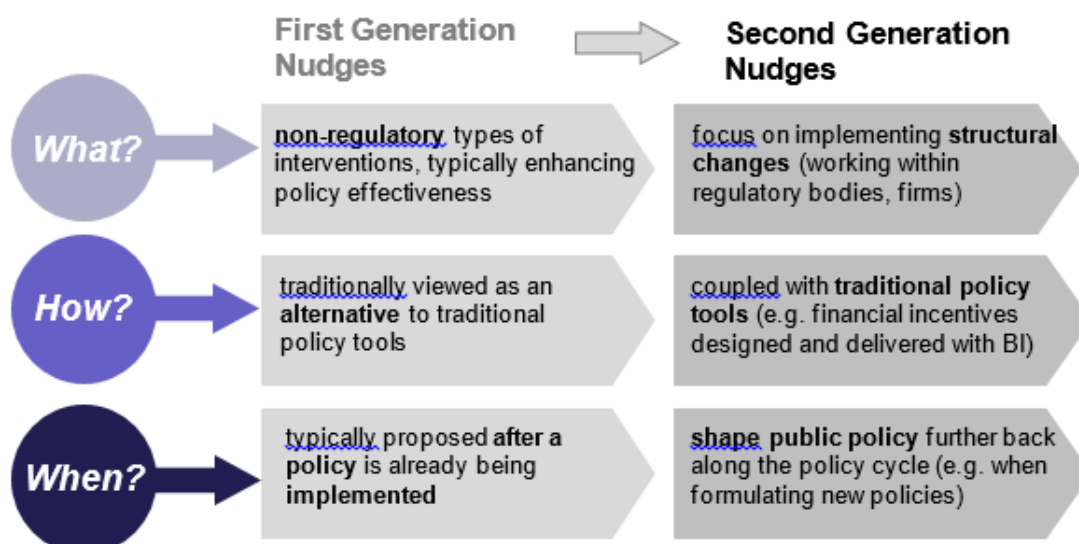 First Generation
Nudges
Second Generation
Nudges
What?
non-regulatory types of
interventions, typically enhancing
policy effectiveness
focus on implementing structural
changes (working within
regulatory bodies, firms)
How?
traditionally viewed as an
alternative to traditional
policy tools
coupled with traditional policy
tools (e.g. financial incentives
designed and delivered with BI)
When?
typically proposed after a
policy is already being
implemented
shape public policy further back
along the policy cycle (e.g. when
formulating new policies)